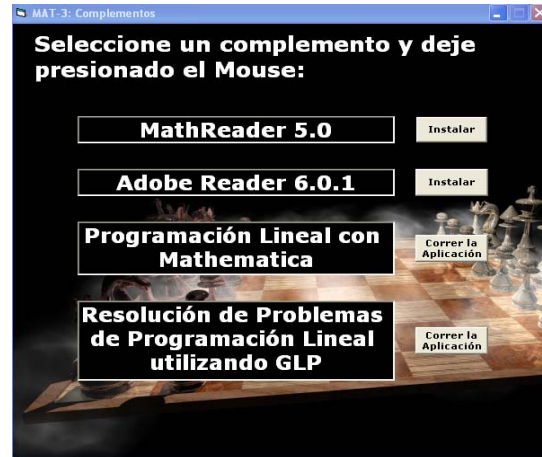 MAT-3: Complementos
Seleccione un complemento y deje
presionado el Mouse:
MathReader 5.0
Instalar
Adobe Reader 6.0.1
Instalar
Programación Lineal con
Mathematica
Correr la
Aplicación
Resolución de Problemas
de Programación Lineal
utilizando GLP
Correr la
Aplicación